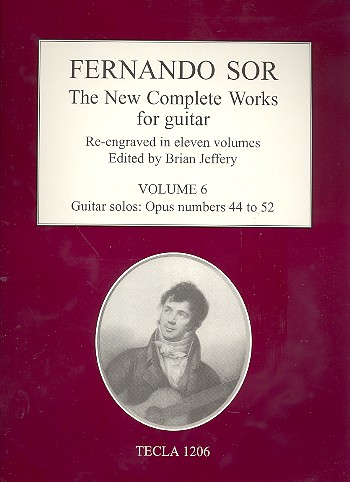 FERNANDO SOR
The New Complete Works
for guitar
Re-engraved in eleven volumes
Edited by Brian Jeffery
VOLUME 6
Guitar solos: Opus numbers 44 to 52
TECLA 1206